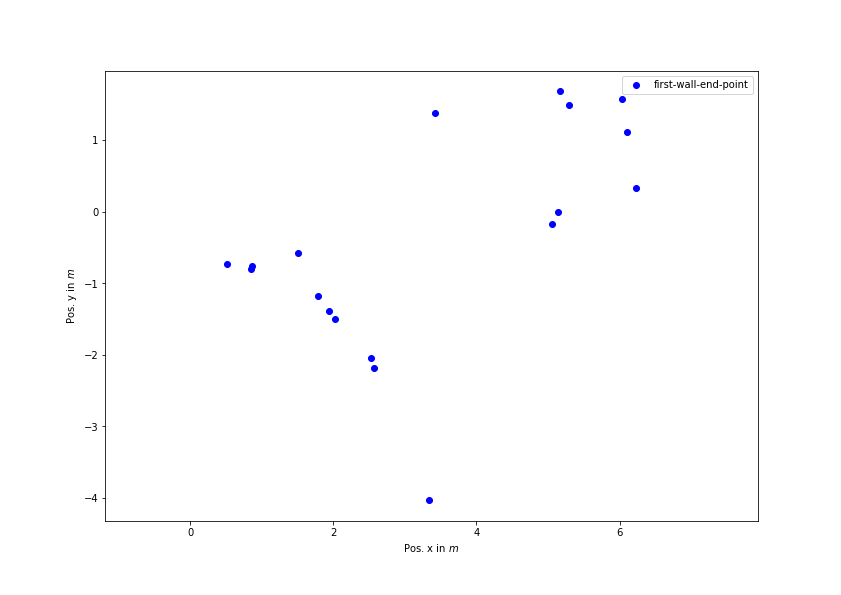 first-wall-end-point
1
0
−1
−2
−3
−4
Pos. y in m
0 2 4 6
Pos. x in m